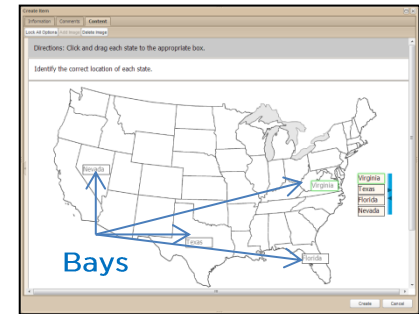 Create Item
Information Comments Content
Lock All Options Add Image Delete Image
Directions: Click and drag each state to the appropriate box.
Identify the correct location of each state.
Nevada
Virginia
Texas
Florida
Virginia
Texas
Florida
Nevada
Bays
Create Cancel